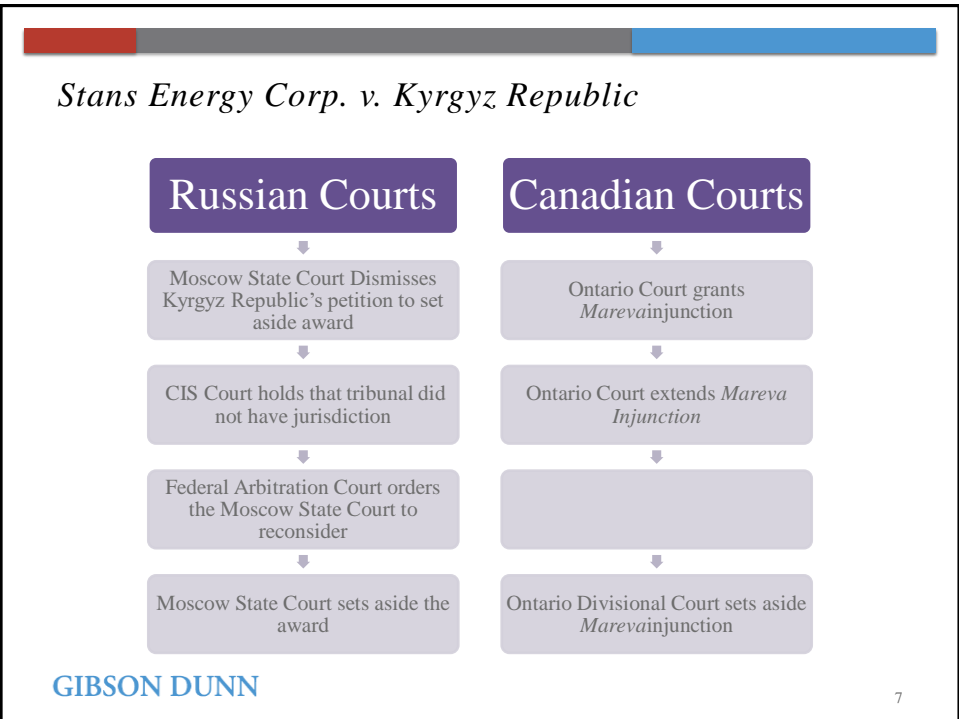 Stans Energy Corp. v. Kyrgyz Republic
Russian Courts
Moscow State Court Dismisses
Kyrgyz Republic’s petition to set
aside award
CIS Court holds that tribunal did
not have jurisdiction
Federal Arbitration Court orders
the Moscow State Court to
reconsider
Moscow State Court sets aside the
award
Canadian Courts
Ontario Court grants
Marevainjunction
Ontario Court extends Mareva
Injunction
Ontario Divisional Court sets aside
Marevainjunction
GIBSON DUNN
7